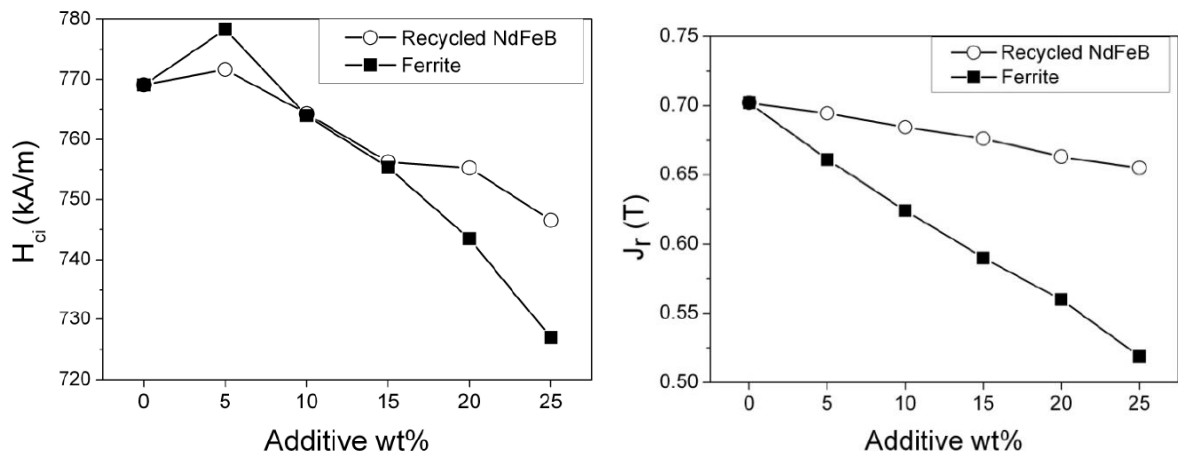 780
770
760
750
740
730
720
H_ci (kA/m)
0 5 10 15 20 25
Additive wt%
Recycled NdFeB
Ferrite
0.75
0.70
0.65
0.60
0.55
0.50
J_r (T)
0 5 10 15 20 25
Additive wt%
Recycled NdFeB
Ferrite